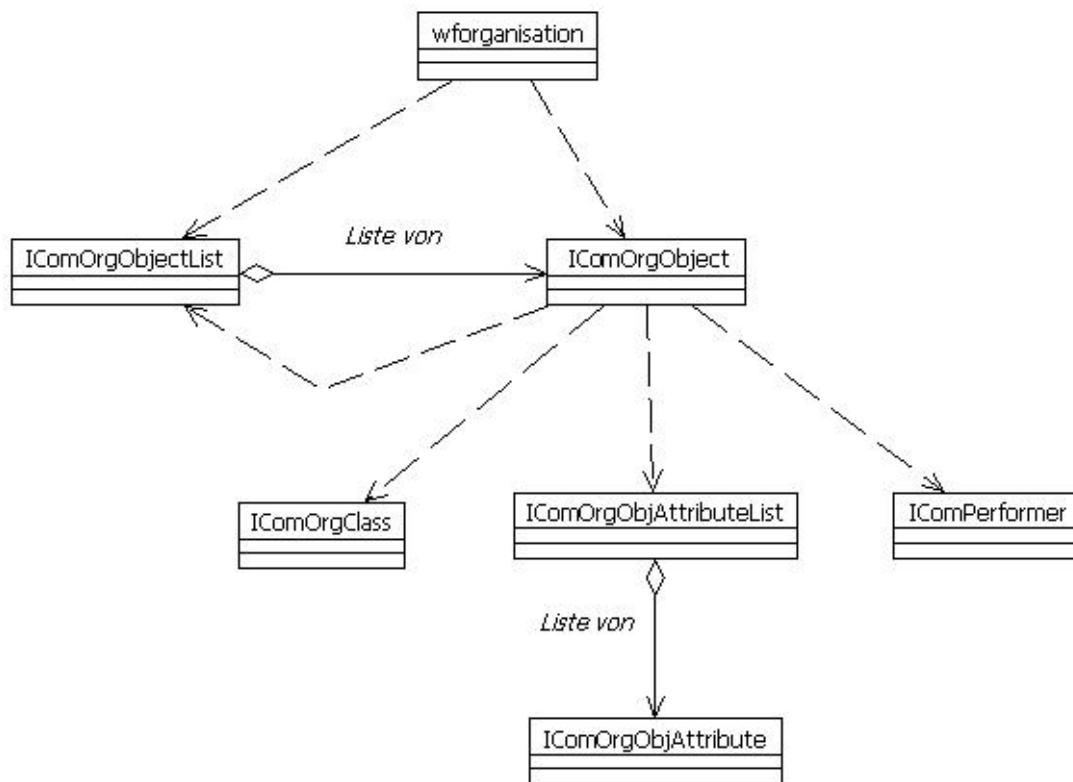 wforganisation
Liste von
IComOrgObjectList
IComOrgObject
IComOrgClass
IComOrgObjAttributeList
IComPerformer
Liste von
IComOrgObjAttribute